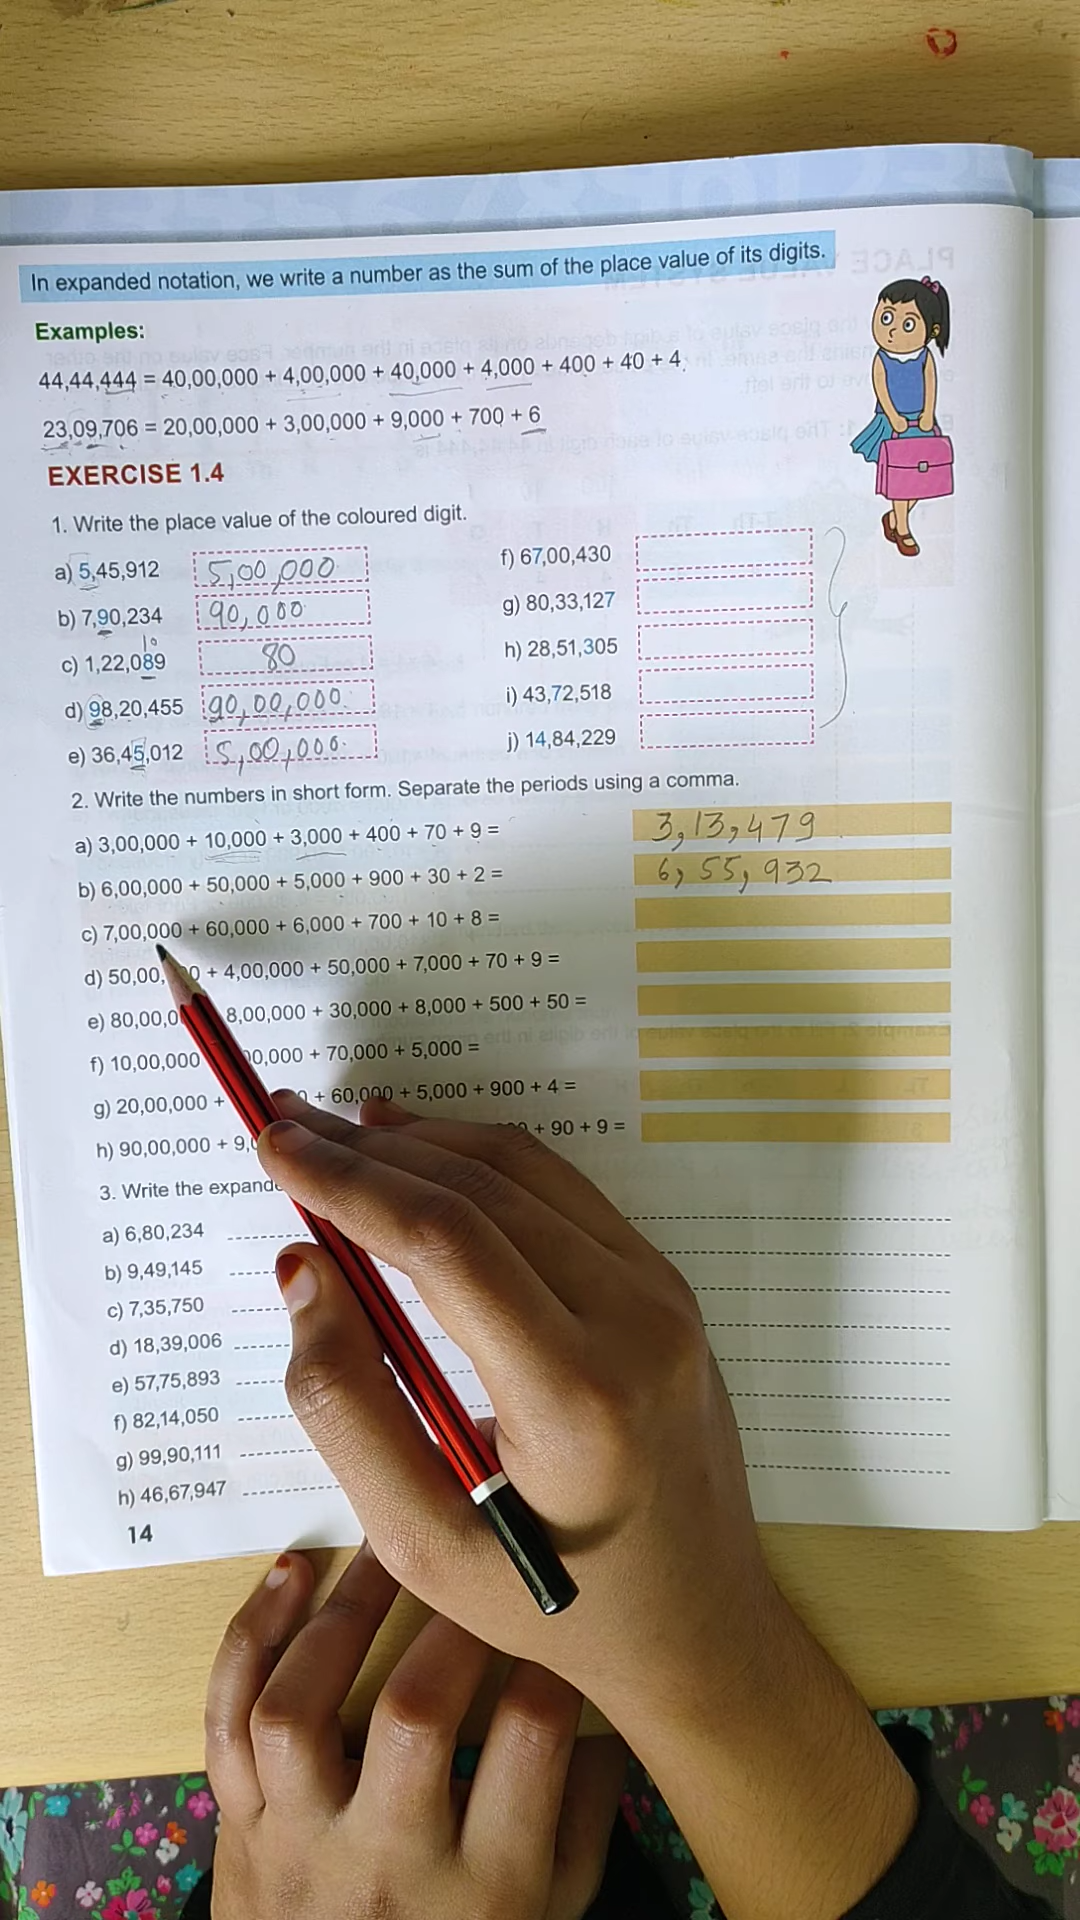 In expanded notation, we write a number as the sum of the place value of its digits.
Examples:
44,44,444 = 40,00,000 + 4,00,000 + 40,000 + 4,000 + 400 + 40 + 4
23,09,706 = 20,00,000 + 3,00,000 + 9,000 + 700 + 6
EXERCISE 1.4
1. Write the place value of the coloured digit.
a) 5,45,912 5,00,000
b) 7,90,234 90,000
10
c) 1,22,089 80
d) 98,20,455 90,00,000
e) 36,45,012 5,00,000
f) 67,00,430
g) 80,33,127
h) 28,51,305
i) 43,72,518
j) 14,84,229
2. Write the numbers in short form. Separate the periods using a comma.
a) 3,00,000 + 10,000 + 3,000 + 400 + 70 + 9 = 3,13,479
b) 6,00,000 + 50,000 + 5,000 + 900 + 30 + 2 = 6,55,932
c) 7,00,000 + 60,000 + 6,000 + 700 + 10 + 8 =
d) 50,00, 0 + 4,00,000 + 50,000 + 7,000 + 70 + 9 =
e) 80,00,0 8,00,000 + 30,000 + 8,000 + 500 + 50 =
f) 10,00,000 00,000 + 70,000 + 5,000 =
g) 20,00,000 + 0 + 60,000 + 5,000 + 900 + 4 =
h) 90,00,000 + 9,0 + 90 + 9 =
3. Write the expand
a) 6,80,234
b) 9,49,145
c) 7,35,750
d) 18,39,006
e) 57,75,893
f) 82,14,050
g) 99,90,111
h) 46,67,947
14